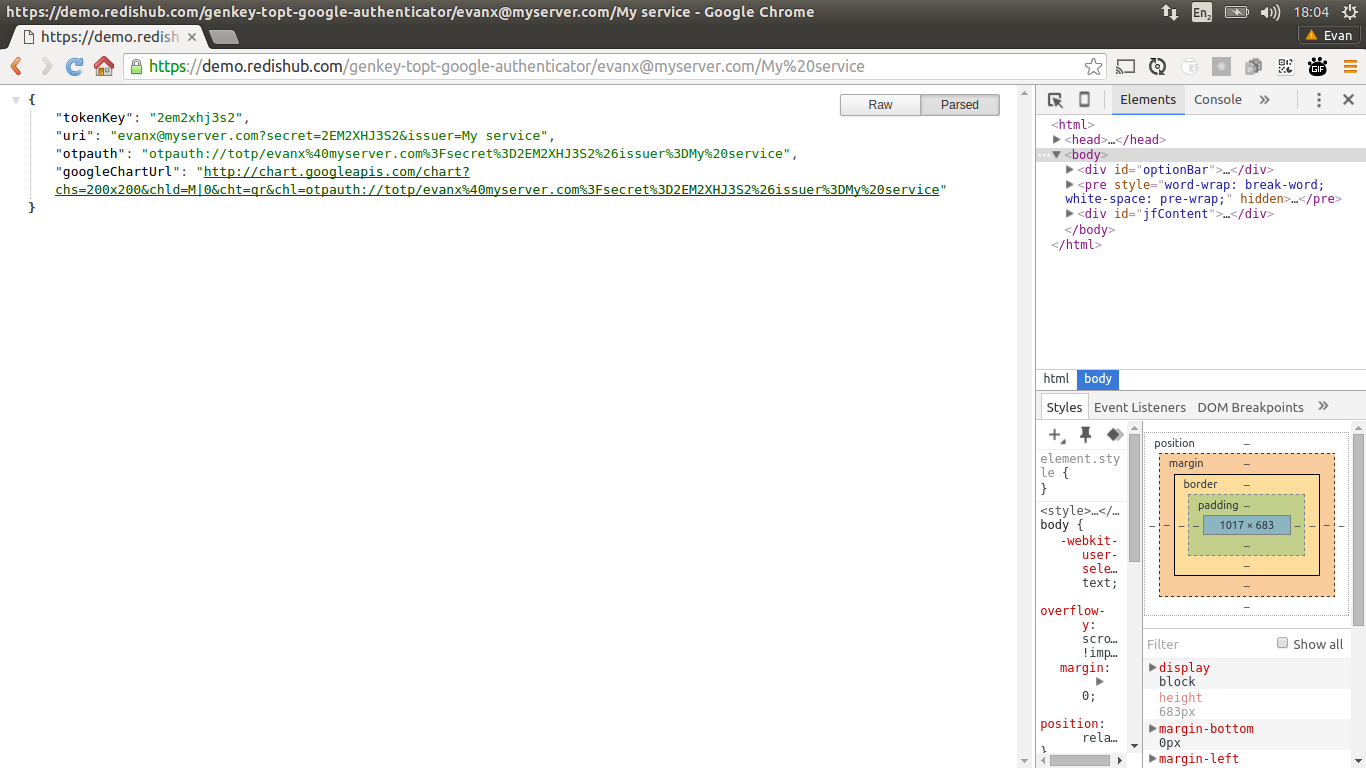 https://demo.redishub.com/genkey-topt-google-authenticator/evanx@myserver.com/My service - Google Chrome
En2
18:04
https://demo.redish
Evan
https://demo.redishub.com/genkey-topt-google-authenticator/evanx@myserver.com/My%20service
GIF
Raw
Parsed
{
"tokenKey": "2em2xhj3s2",
"uri": "evanx@myserver.com?secret=2EM2XHJ3S2&issuer=My service",
"otpauth": "otpauth://totp/evanx%40myserver.com%3Fsecret%3D2EM2XHJ3S2%26issuer%3DMy%20service",
"googleChartUrl": "http://chart.googleapis.com/chart?
chs=200x200&chld=M|0&cht=qr&chl=otpauth://totp/evanx%40myserver.com%3Fsecret%3D2EM2XHJ3S2%26issuer%3DMy%20service"
}
Elements
Console
<html>
<head>…</head>
<body>
<div id="optionBar">…</div>
<pre style="word-wrap: break-word;
white-space: pre-wrap;" hidden>…</pre>
<div id="jfContent">…</div>
</body>
</html>
html
body
Styles
Event Listeners
DOM Breakpoints
element.sty
le {
}
<style>…</…
body {
-webkit-
user-
sele…
text;
overflow-
y:
scro…
!imp…
margin:
0;
position:
rela…
}
position –
margin –
border –
padding –
– – – – 1017 × 683 – – – –
–
–
–
–
Filter
Show all
display
block
height
683px
margin-bottom
0px
margin-left